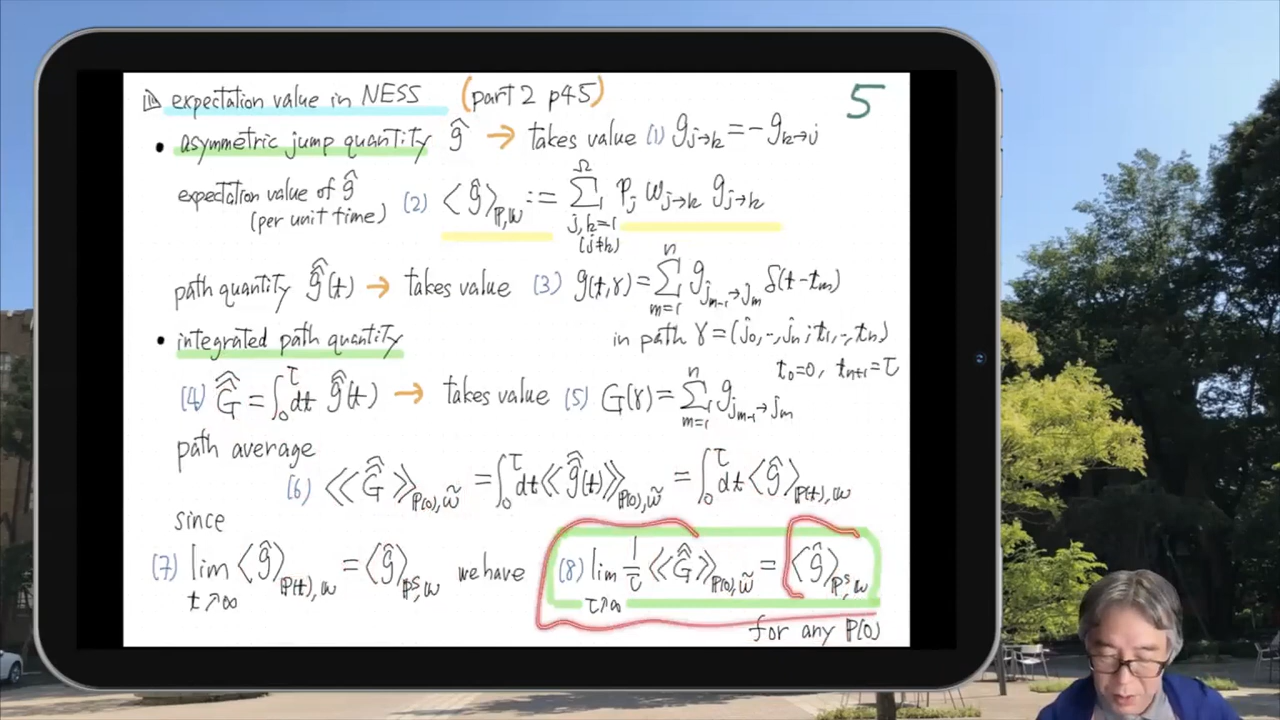 expectation value in NESS (part 2 p45) 5
• asymmetric jump quantity ĝ → takes value (1) g_{j→k} = −g_{k→j}
expectation value of ĝ (per unit time) (2) ⟨ĝ⟩_{ℙ,w} := Σ_{j,k=1 (j≠k)}^{Ω} p_j w_{j→k} g_{j→k}
path quantity ĝ̂(t) → takes value (3) g(t,γ) = Σ_{m=1}^{n} g_{j_{m-1}→j_m} δ(t−t_m)
in path γ = (j_0, .., j_n ; t_1, .., t_n)
• integrated path quantity
t_0=0, t_{n+1}=τ
(4) Ĝ̂ = ∫_0^τ dt ĝ̂(t) → takes value (5) G(γ) = Σ_{m=1}^{n} g_{j_{m-1}→j_m}
path average
(6) ⟨⟨Ĝ̂⟩⟩_{ℙ(0),w̃} = ∫_0^τ dt ⟨⟨ĝ̂(t)⟩⟩_{ℙ(0),w̃} = ∫_0^τ dt ⟨ĝ⟩_{ℙ(t),w}
since
(7) lim_{t↗∞} ⟨ĝ⟩_{ℙ(t),w} = ⟨ĝ⟩_{ℙ^s,w} we have (8) lim_{τ↗∞} 1/τ ⟨⟨Ĝ̂⟩⟩_{ℙ(0),w̃} = ⟨ĝ⟩_{ℙ^s,w}
for any ℙ(0)